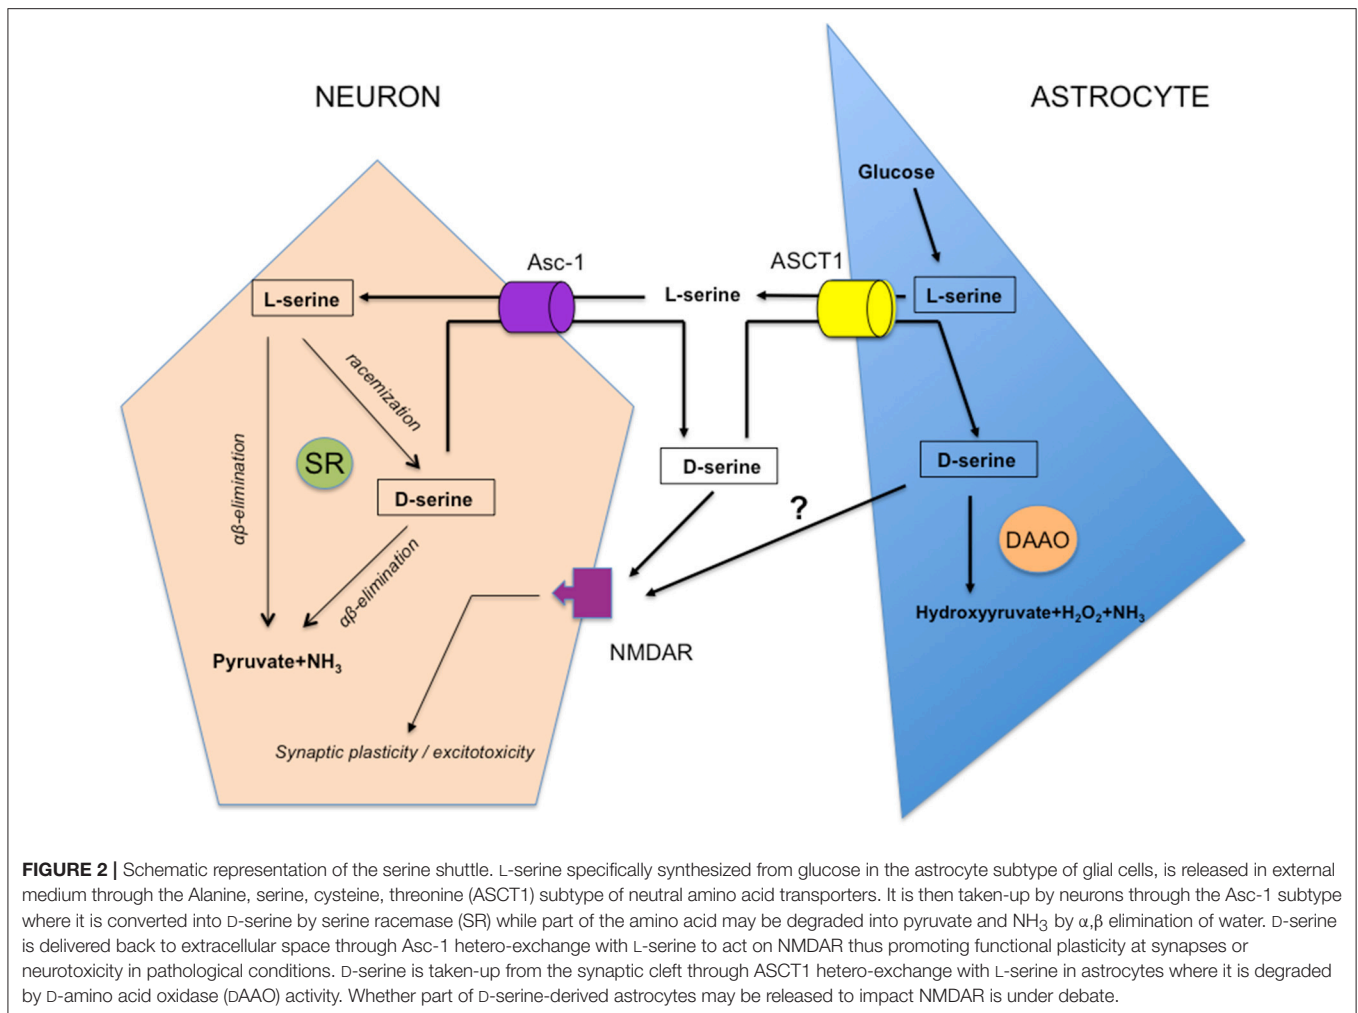 NEURON
ASTROCYTE
Glucose
Asc-1
ASCT1
L-serine
L-serine
L-serine
racemization
αβ-elimination
SR
D-serine
D-serine
D-serine
?
αβ-elimination
DAAO
Hydroxyyruvate+H₂O₂+NH₃
NMDAR
Pyruvate+NH₃
Synaptic plasticity / excitotoxicity
FIGURE 2 | Schematic representation of the serine shuttle. L-serine specifically synthesized from glucose in the astrocyte subtype of glial cells, is released in external
medium through the Alanine, serine, cysteine, threonine (ASCT1) subtype of neutral amino acid transporters. It is then taken-up by neurons through the Asc-1 subtype
where it is converted into D-serine by serine racemase (SR) while part of the amino acid may be degraded into pyruvate and NH₃ by α,β elimination of water. D-serine
is delivered back to extracellular space through Asc-1 hetero-exchange with L-serine to act on NMDAR thus promoting functional plasticity at synapses or
neurotoxicity in pathological conditions. D-serine is taken-up from the synaptic cleft through ASCT1 hetero-exchange with L-serine in astrocytes where it is degraded
by D-amino acid oxidase (DAAO) activity. Whether part of D-serine-derived astrocytes may be released to impact NMDAR is under debate.